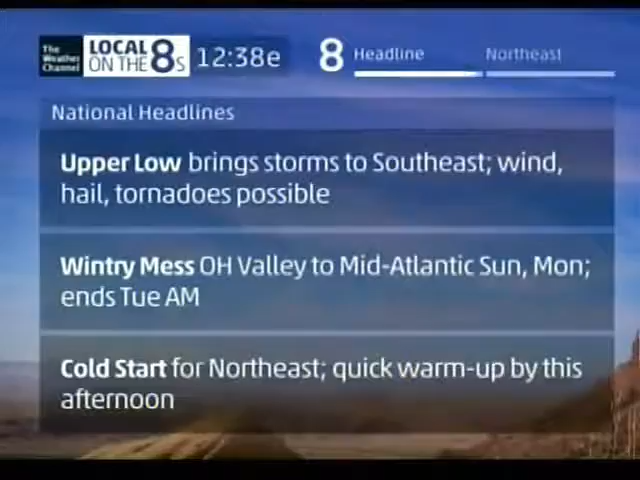 The
Weather
Channel
LOCAL
ON THE 8s
12:38e
8
Headline
Northeast
National Headlines
Upper Low brings storms to Southeast; wind,
hail, tornadoes possible
Wintry Mess OH Valley to Mid-Atlantic Sun, Mon;
ends Tue AM
Cold Start for Northeast; quick warm-up by this
afternoon